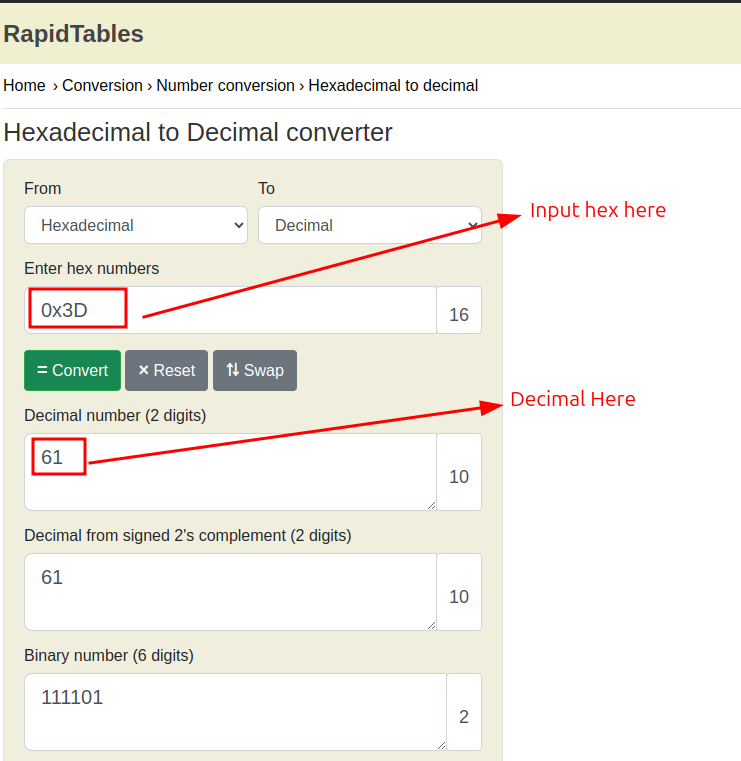 RapidTables
Home › Conversion › Number conversion › Hexadecimal to decimal
Hexadecimal to Decimal converter
From To
Hexadecimal Decimal
Input hex here
Enter hex numbers
0x3D 16
= Convert × Reset ⇅ Swap
Decimal Here
Decimal number (2 digits)
61 10
Decimal from signed 2's complement (2 digits)
61 10
Binary number (6 digits)
111101 2